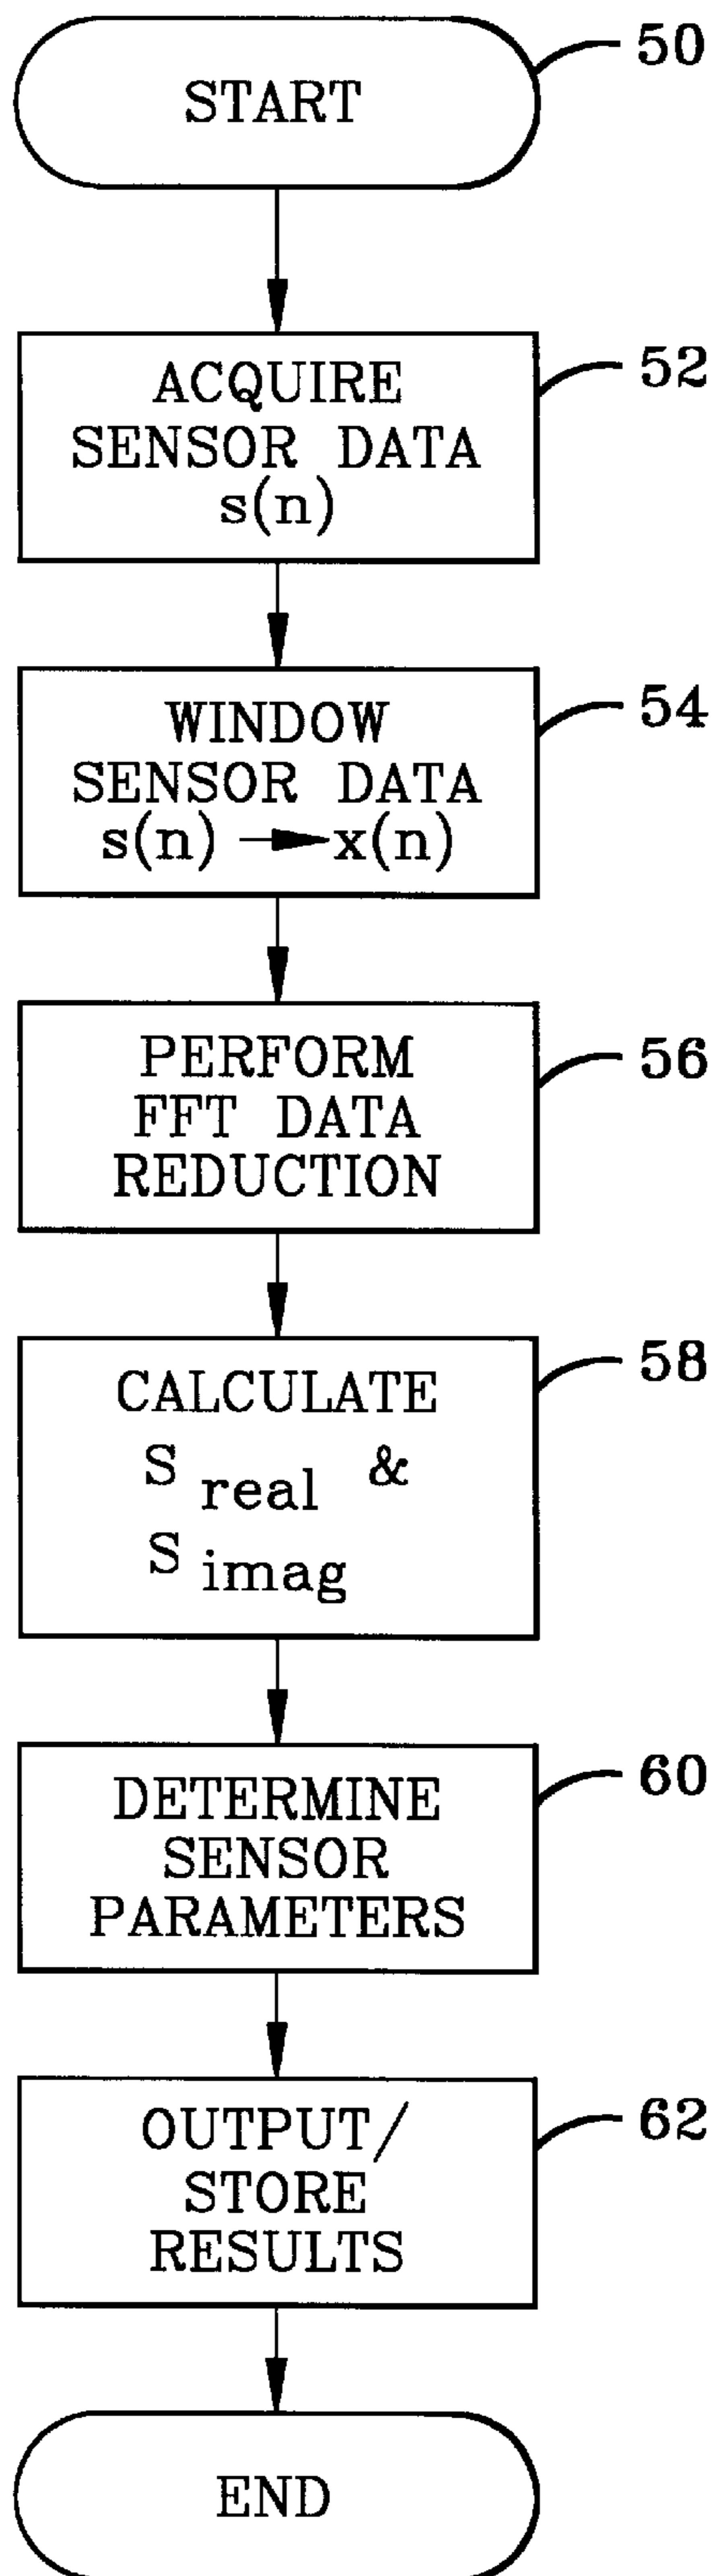 START
50
ACQUIRE
SENSOR DATA
s(n)
52
WINDOW
SENSOR DATA
s(n) → x(n)
54
PERFORM
FFT DATA
REDUCTION
56
CALCULATE
S real &
S imag
58
DETERMINE
SENSOR
PARAMETERS
60
OUTPUT/
STORE
RESULTS
62
END